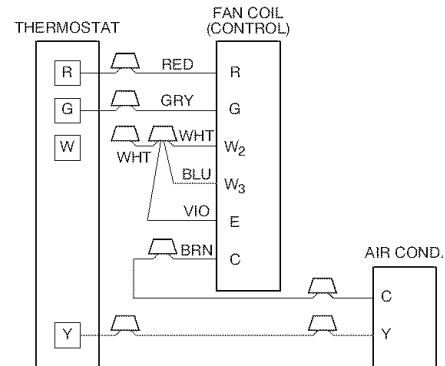 FAN COIL
(CONTROL)
THERMOSTAT
R RED R
G GRY G
W WHT W2
WHT
BLU W3
VIO E
BRN C
AIR COND.
C
Y Y